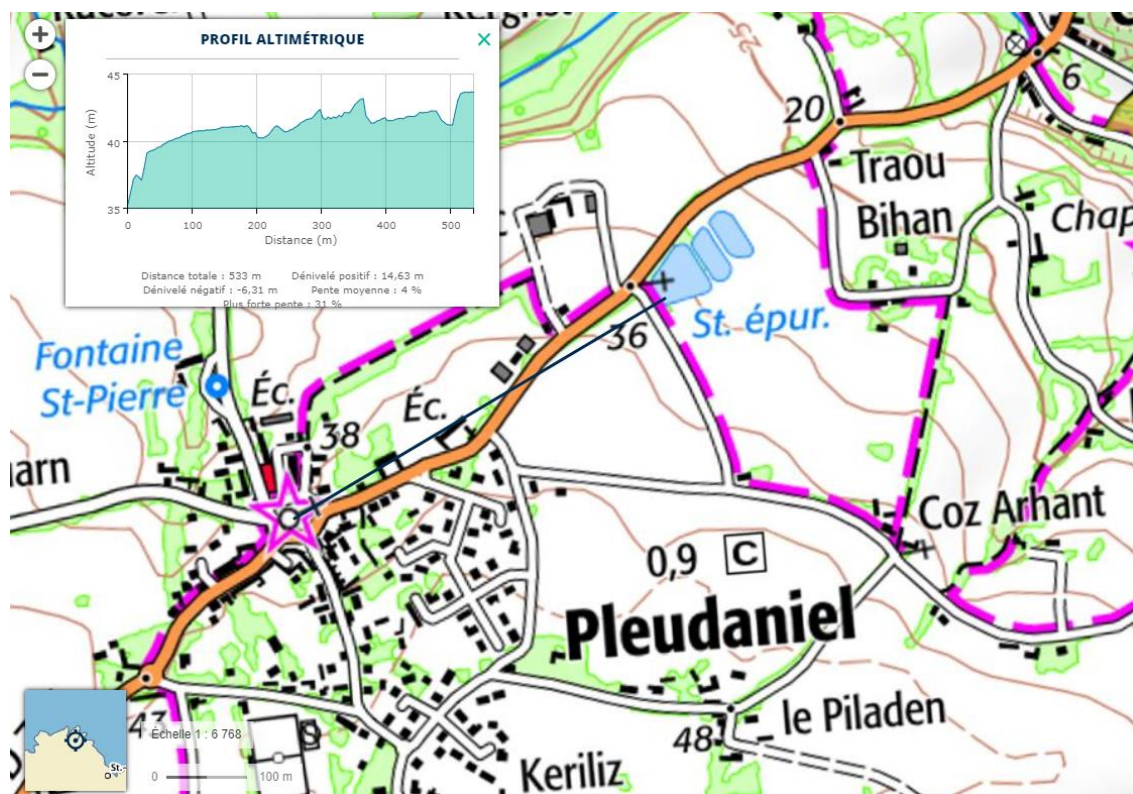 +
−
PROFIL ALTIMÉTRIQUE
×
45
40
35
Altitude (m)
0
100
200
300
400
500
Distance (m)
Distance totale : 533 m
Dénivelé positif : 14,63 m
Dénivelé négatif : -6,31 m
Pente moyenne : 4 %
Plus forte pente : 31 %
25
6
20
Traou
Bihan
Chap
36
St. épur.
Fontaine
St-Pierre
Éc.
Éc.
38
arn
Coz Arhant
0,9
C
Pleudaniel
le Piladen
48
43
Keriliz
Échelle 1 : 6 768
0
100 m
St.-